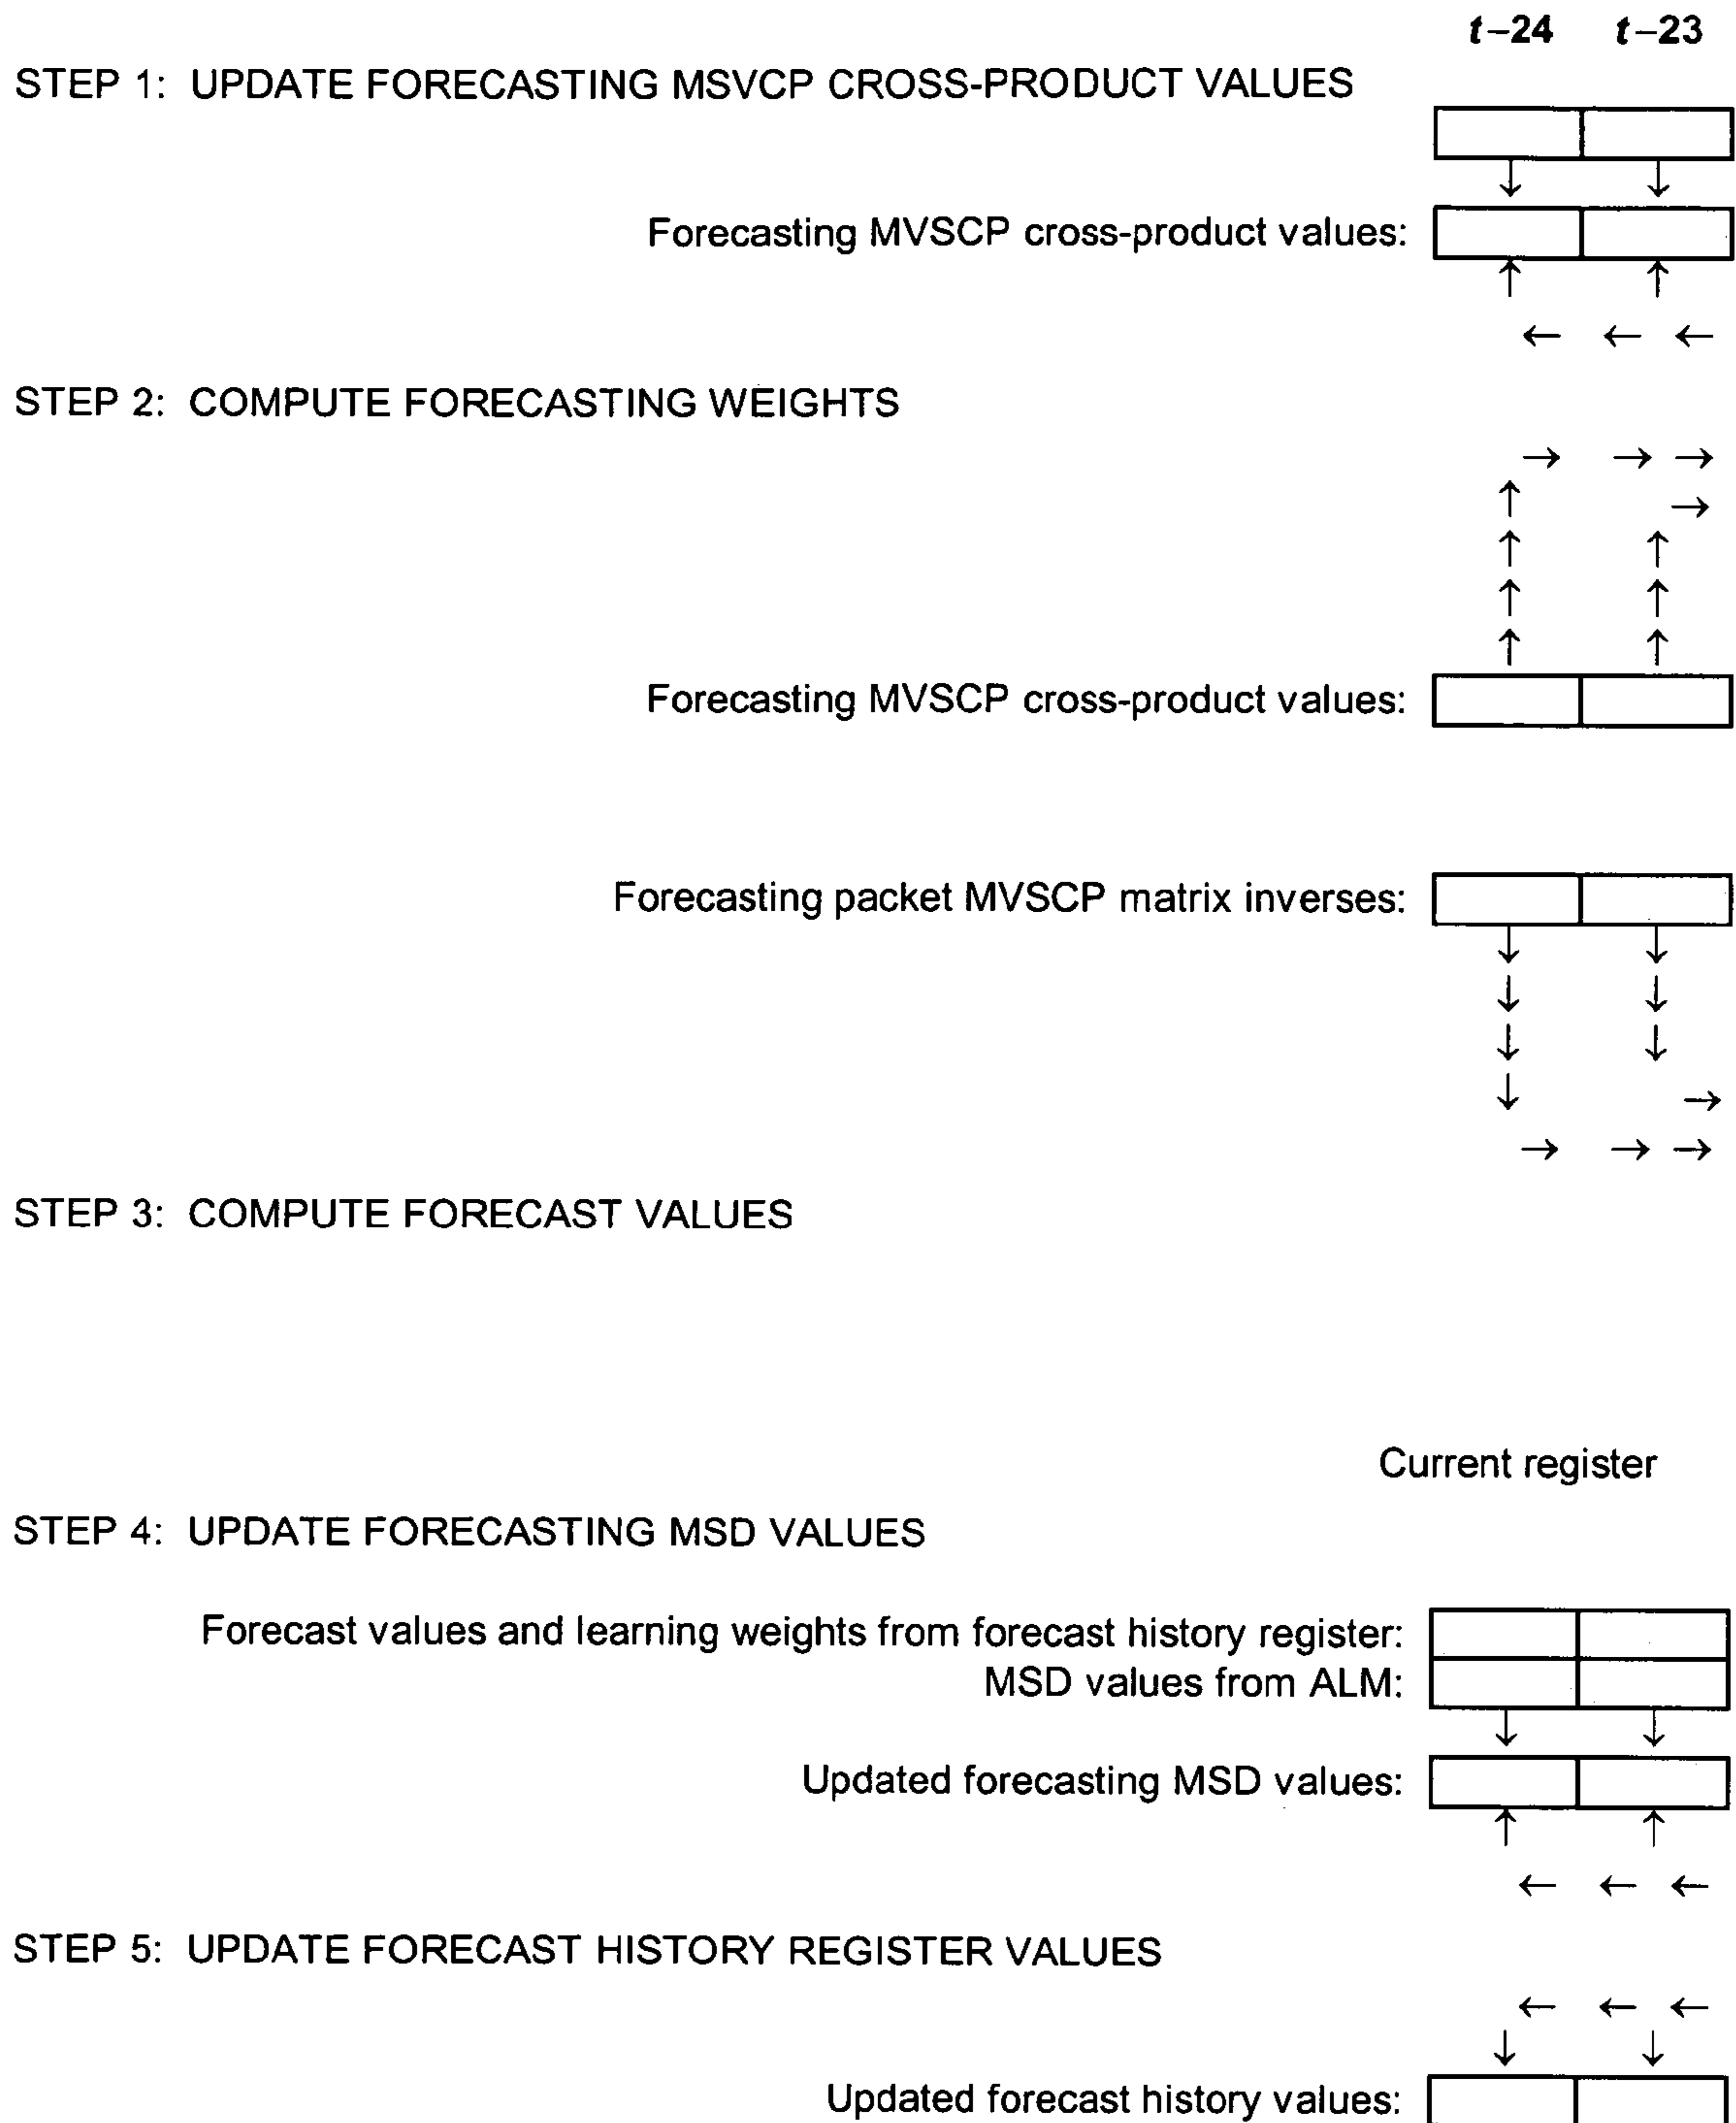 t–24 t–23
STEP 1: UPDATE FORECASTING MSVCP CROSS-PRODUCT VALUES
Forecasting MVSCP cross-product values:
STEP 2: COMPUTE FORECASTING WEIGHTS
Forecasting MVSCP cross-product values:
Forecasting packet MVSCP matrix inverses:
STEP 3: COMPUTE FORECAST VALUES
Current register
STEP 4: UPDATE FORECASTING MSD VALUES
Forecast values and learning weights from forecast history register:
MSD values from ALM:
Updated forecasting MSD values:
STEP 5: UPDATE FORECAST HISTORY REGISTER VALUES
Updated forecast history values: